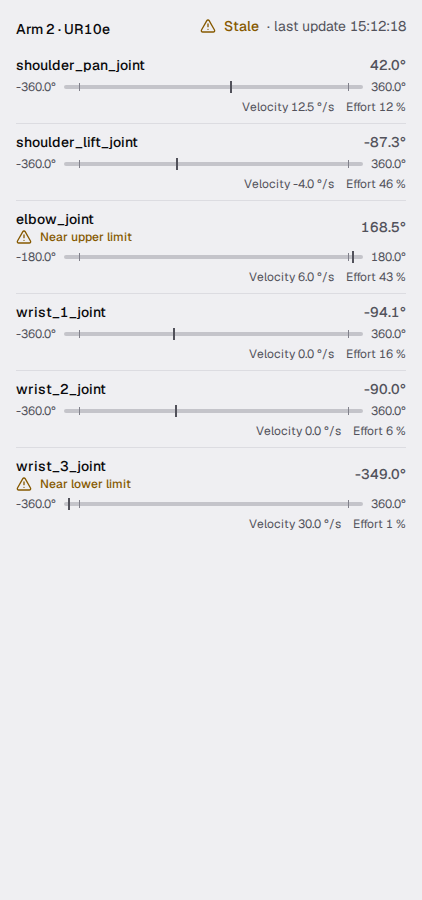 Arm 2 · UR10e
Stale · last update 15:12:18
shoulder_pan_joint 42.0°
-360.0° 360.0°
Velocity 12.5 °/s Effort 12 %
shoulder_lift_joint -87.3°
-360.0° 360.0°
Velocity -4.0 °/s Effort 46 %
elbow_joint 168.5°
Near upper limit
-180.0° 180.0°
Velocity 6.0 °/s Effort 43 %
wrist_1_joint -94.1°
-360.0° 360.0°
Velocity 0.0 °/s Effort 16 %
wrist_2_joint -90.0°
-360.0° 360.0°
Velocity 0.0 °/s Effort 6 %
wrist_3_joint -349.0°
Near lower limit
-360.0° 360.0°
Velocity 30.0 °/s Effort 1 %